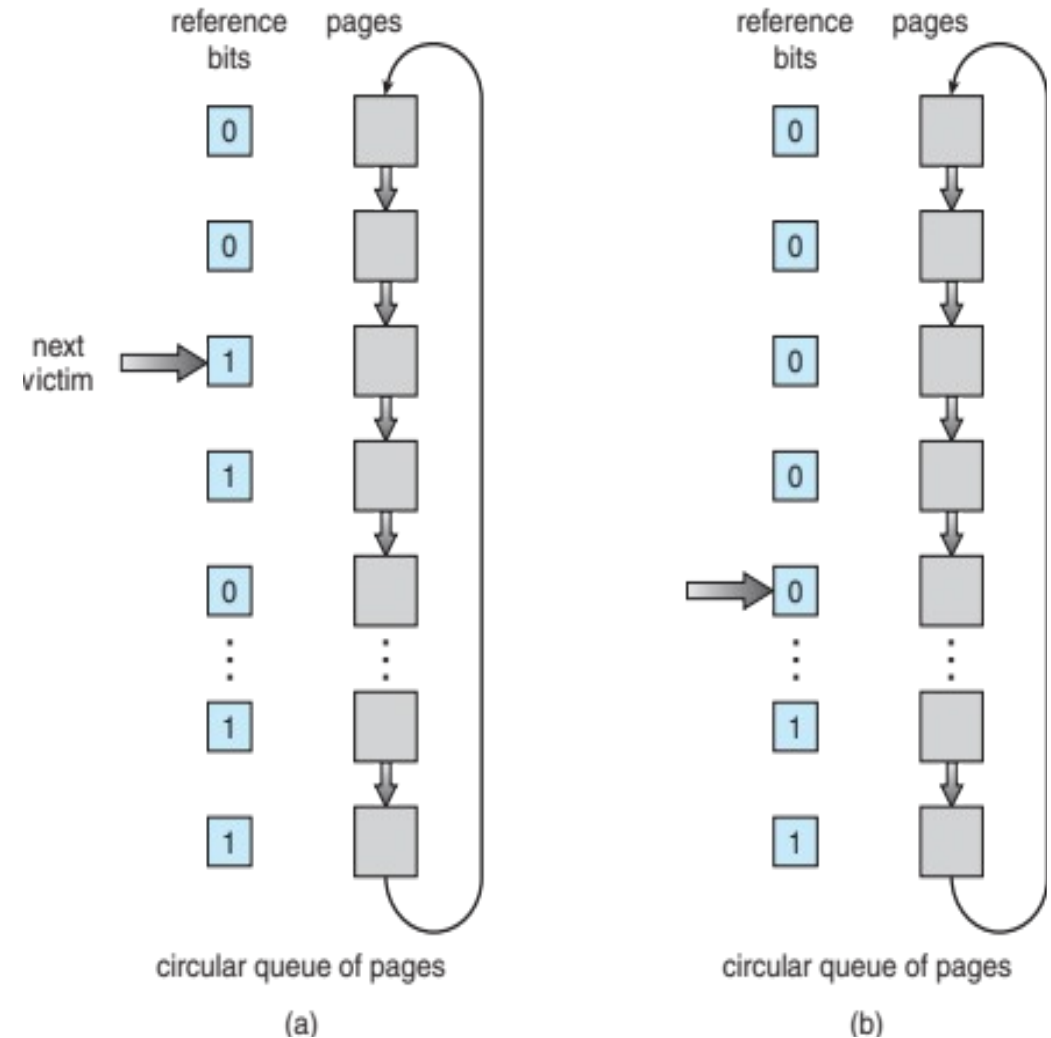 reference pages
bits
0
0
next
victim
1
1
0
1
1
circular queue of pages
(a)
reference pages
bits
0
0
0
0
0
1
1
circular queue of pages
(b)